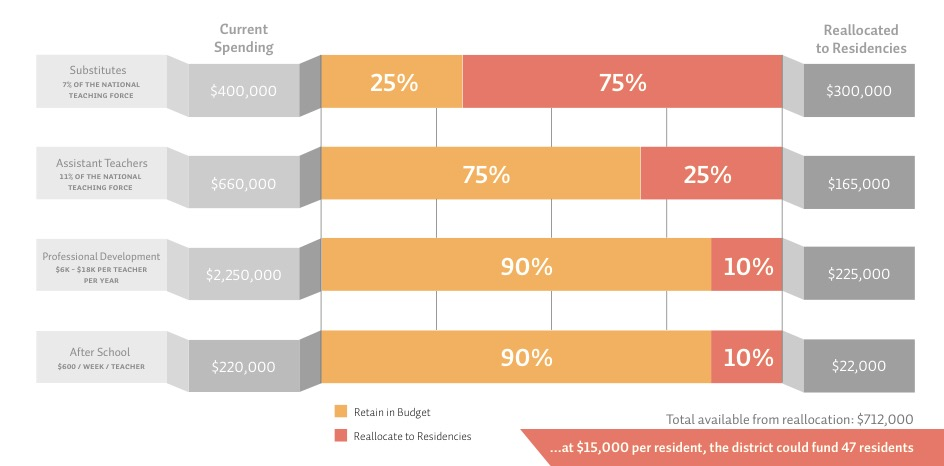 Current
Spending
Reallocated
to Residencies
Substitutes
7% OF THE NATIONAL
TEACHING FORCE
$400,000
25%
75%
$300,000
Assistant Teachers
11% OF THE NATIONAL
TEACHING FORCE
$660,000
75%
25%
$165,000
Professional Development
$6K - $18K PER TEACHER
PER YEAR
$2,250,000
90%
10%
$225,000
After School
$600 / WEEK / TEACHER
$220,000
90%
10%
$22,000
Retain in Budget
Reallocate to Residencies
Total available from reallocation: $712,000
...at $15,000 per resident, the district could fund 47 residents